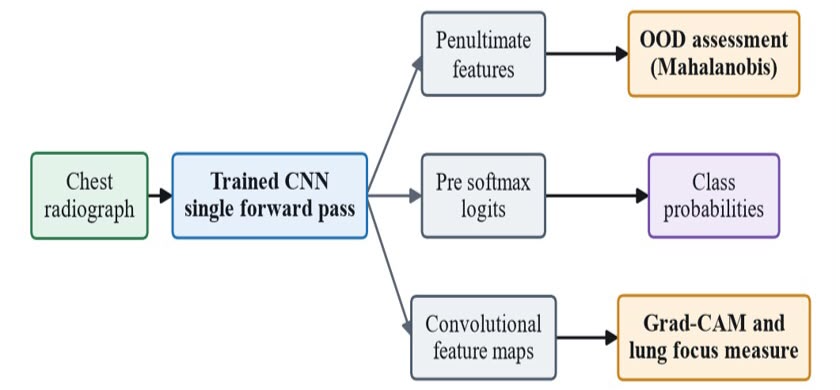 Chest
radiograph
Trained CNN
single forward pass
Penultimate
features
OOD assessment
(Mahalanobis)
Pre softmax
logits
Class
probabilities
Convolutional
feature maps
Grad-CAM and
lung focus measure